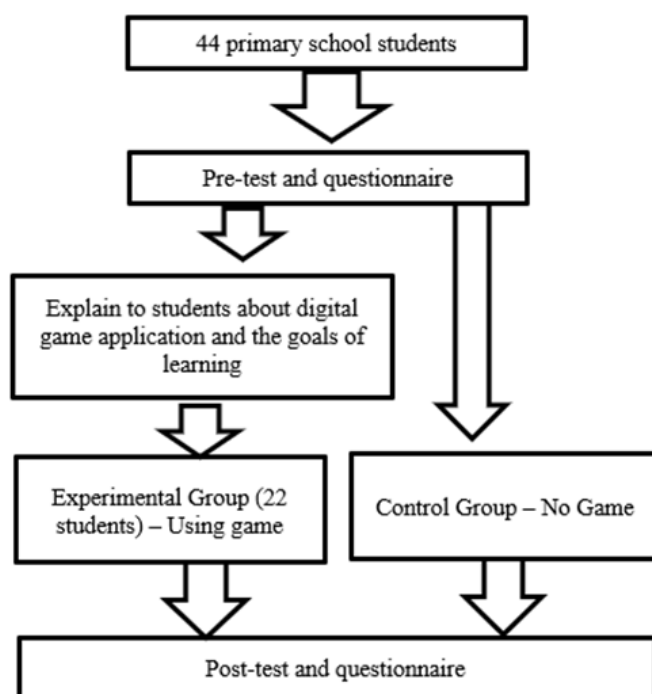 44 primary school students
Pre-test and questionnaire
Explain to students about digital
game application and the goals of
learning
Experimental Group (22
students) – Using game
Control Group – No Game
Post-test and questionnaire